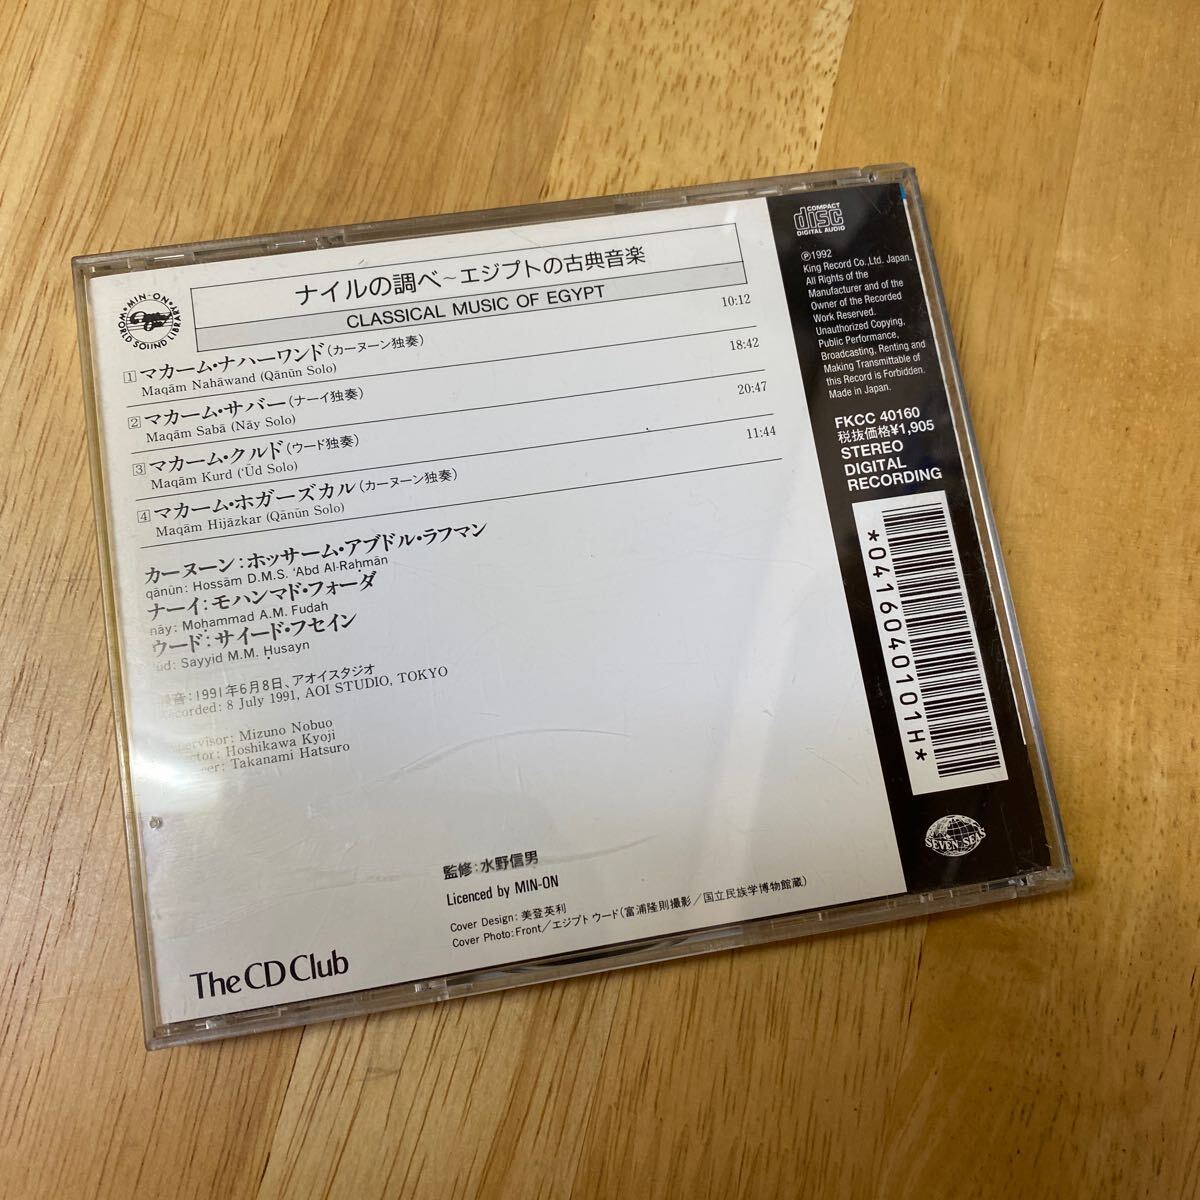 MIN-ON
WORLD SOUND LIBRARY
ナイルの調べ～エジプトの古典音楽
CLASSICAL MUSIC OF EGYPT
1 マカーム・ナハーワンド(カーヌーン独奏) 10:12
Maqām Nahāwand (Qānūn Solo)
2 マカーム・サバー(ナーイ独奏) 18:42
Maqām Sabā (Nāy Solo)
3 マカーム・クルド(ウード独奏) 20:47
Maqām Kurd (‘Ūd Solo)
4 マカーム・ホガーズカル(カーヌーン独奏) 11:44
Maqām Hijāzkar (Qānūn Solo)
カーヌーン：ホッサーム・アブドル・ラフマン
qānūn: Hossām D.M.S. ‘Abd Al-Raḥmān
ナーイ：モハンマド・フォーダ
nāy: Moḥammad A.M. Fudah
ウード：サイード・フセイン
ūd: Sayyid M.M. Ḥusayn
音：1991年6月8日、アオイスタジオ
Recorded: 8 July 1991, AOI STUDIO, TOKYO
Supervisor: Mizuno Nobuo
Hoshikawa Kyoji
Takanami Hatsuro
監修：水野信男
Licenced by MIN-ON
Cover Design：美登英利
Cover Photo：Front／エジプト ウード(富浦隆則撮影／国立民族学博物館蔵)
The CD Club
COMPACT
disc
DIGITAL AUDIO
Ⓟ1992
King Record Co.,Ltd. Japan.
All Rights of the
Manufacturer and of the
Owner of the Recorded
Work Reserved.
Unauthorized Copying,
Public Performance,
Broadcasting, Renting and
Making Transmittable of
this Record is Forbidden.
Made in Japan.
FKCC 40160
税抜価格¥1,905
STEREO
DIGITAL
RECORDING
*0416040101H*
SEVEN SEAS